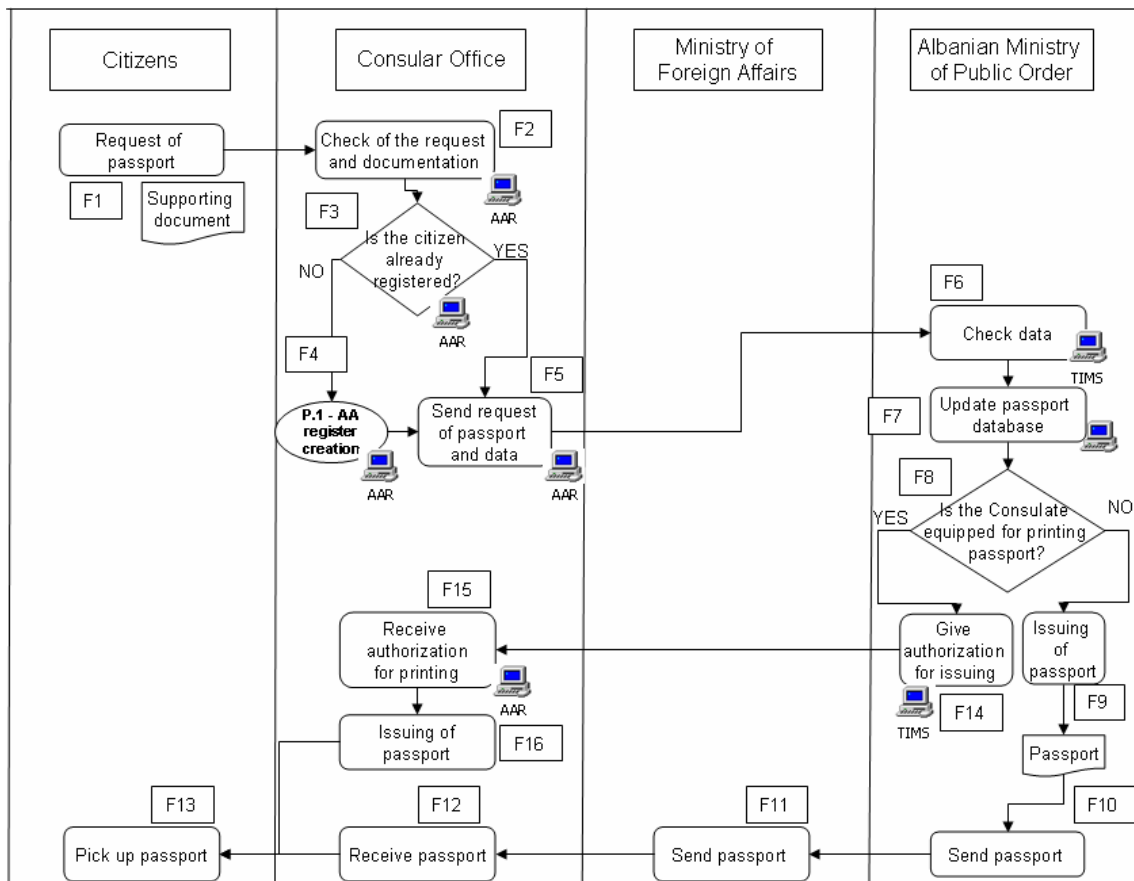 Citizens
Consular Office
Ministry of
Foreign Affairs
Albanian Ministry
of Public Order
Request of
passport
F1
Supporting
document
F2
Check of the request
and documentation
AAR
F3
Is the citizen
already
registered?
NO
YES
AAR
F4
P.1 - AA
register
creation
AAR
F5
Send request
of passport
and data
AAR
F6
Check data
TIMS
F7
Update passport
database
F8
Is the Consulate
equipped for printing
passport?
YES
NO
F15
Receive
authorization
for printing
AAR
Give
authorization
for issuing
TIMS
F14
Issuing
of
passport
F9
Issuing of
passport
F16
Passport
F10
F13
Pick up passport
F12
Receive passport
F11
Send passport
Send passport